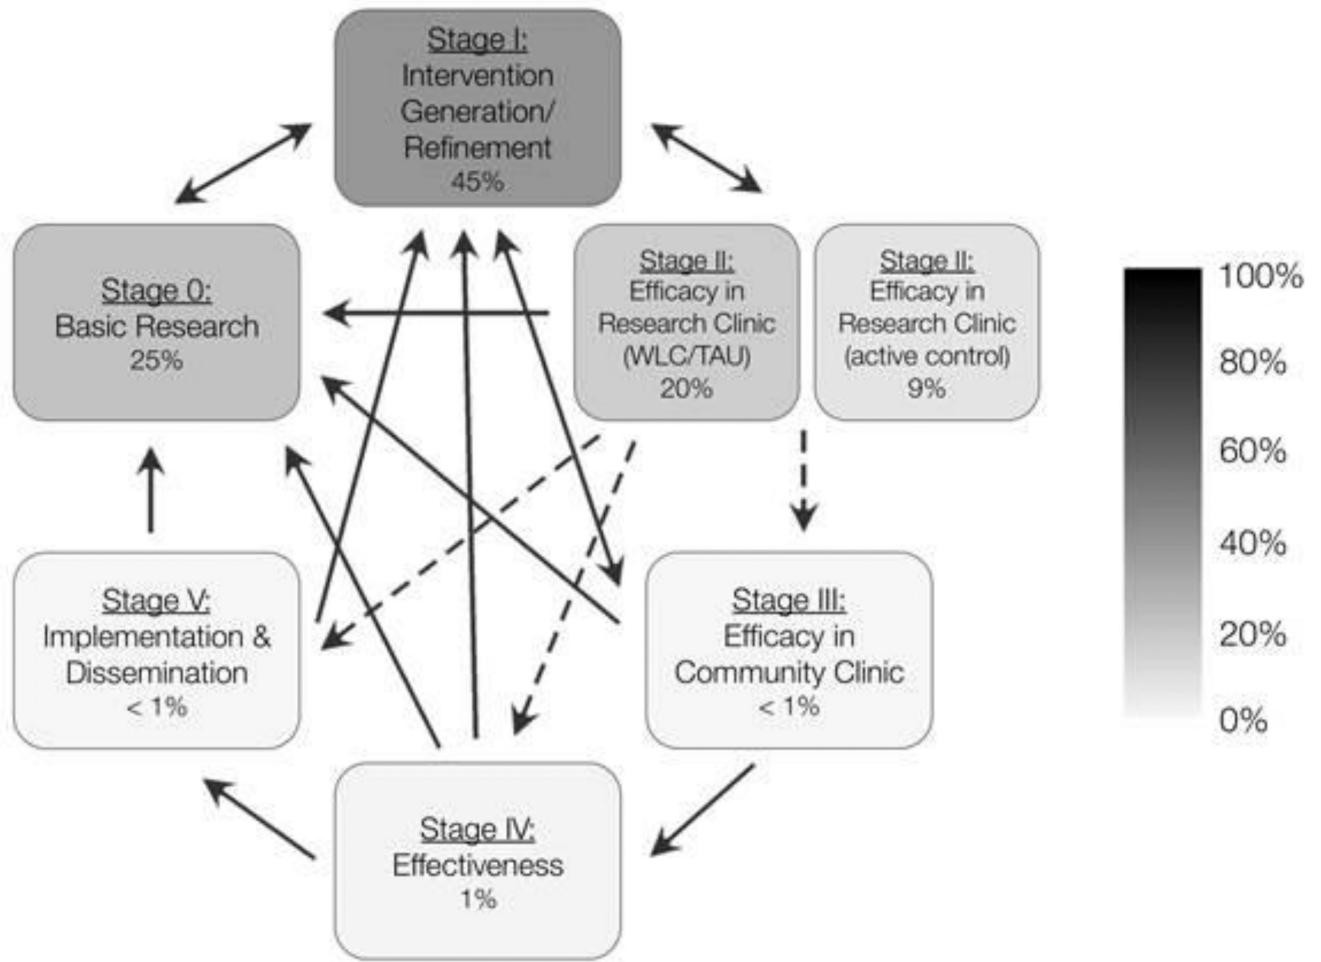 Stage I:
Intervention
Generation/
Refinement
45%
Stage 0:
Basic Research
25%
Stage II:
Efficacy in
Research Clinic
(WLC/TAU)
20%
Stage II:
Efficacy in
Research Clinic
(active control)
9%
Stage V:
Implementation &
Dissemination
< 1%
Stage III:
Efficacy in
Community Clinic
< 1%
Stage IV:
Effectiveness
1%
100%
80%
60%
40%
20%
0%